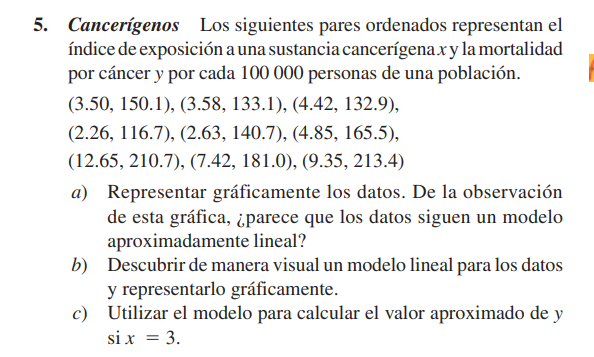 5. Cancerígenos Los siguientes pares ordenados representan el
índice de exposición a una sustancia cancerígena x y la mortalidad
por cáncer y por cada 100 000 personas de una población.
(3.50, 150.1), (3.58, 133.1), (4.42, 132.9),
(2.26, 116.7), (2.63, 140.7), (4.85, 165.5),
(12.65, 210.7), (7.42, 181.0), (9.35, 213.4)
a) Representar gráficamente los datos. De la observación
de esta gráfica, ¿parece que los datos siguen un modelo
aproximadamente lineal?
b) Descubrir de manera visual un modelo lineal para los datos
y representarlo gráficamente.
c) Utilizar el modelo para calcular el valor aproximado de y
si x = 3.